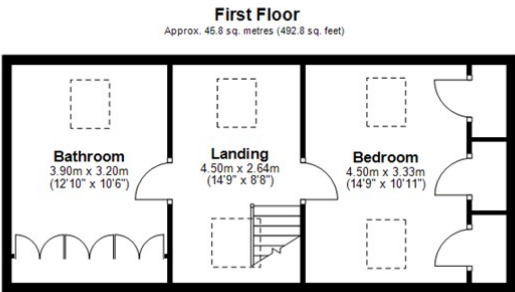 First Floor
Approx. 45.8 sq. metres (492.8 sq. feet)
Bathroom
3.90m x 3.20m
(12'10" x 10'6")
Landing
4.50m x 2.64m
(14'9" x 8'8")
Bedroom
4.50m x 3.33m
(14'9" x 10'11")